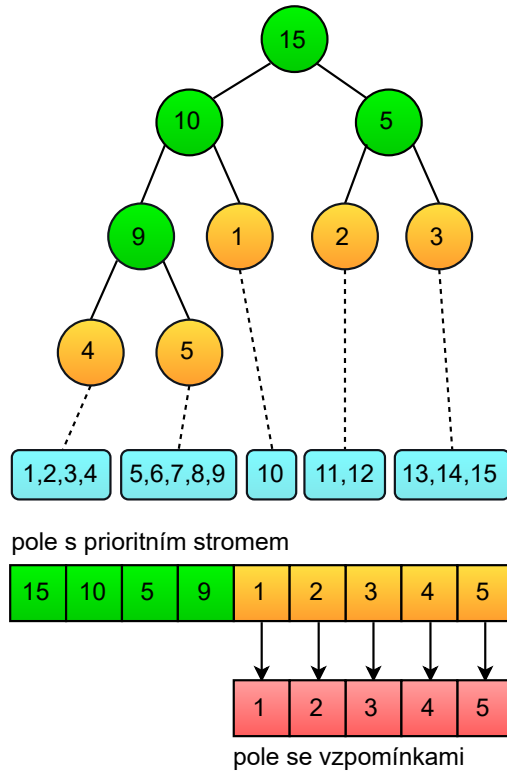 15
10 5
9 1 2 3
4 5
1,2,3,4 5,6,7,8,9 10 11,12 13,14,15
pole s prioritním stromem
15 10 5 9 1 2 3 4 5
1 2 3 4 5
pole se vzpomínkami